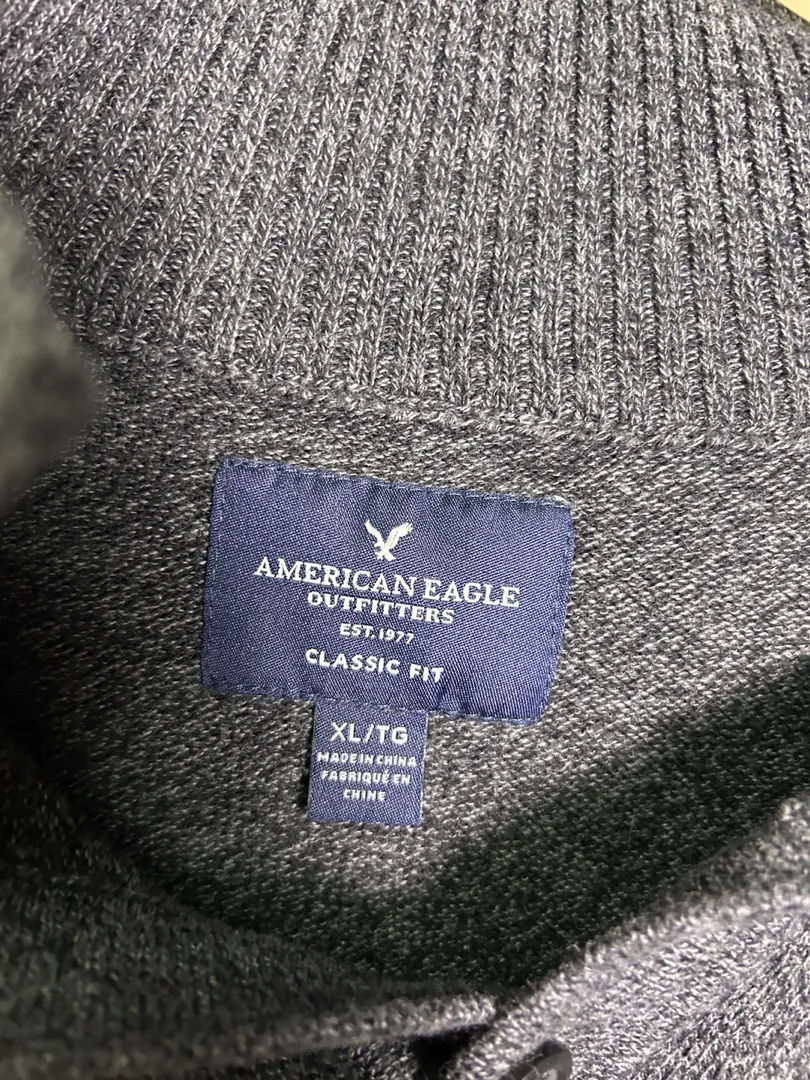 AMERICAN EAGLE
OUTFITTERS
EST. 1977
CLASSIC FIT
XL/TG
MADE IN CHINA
FABRIQUÉ EN
CHINE